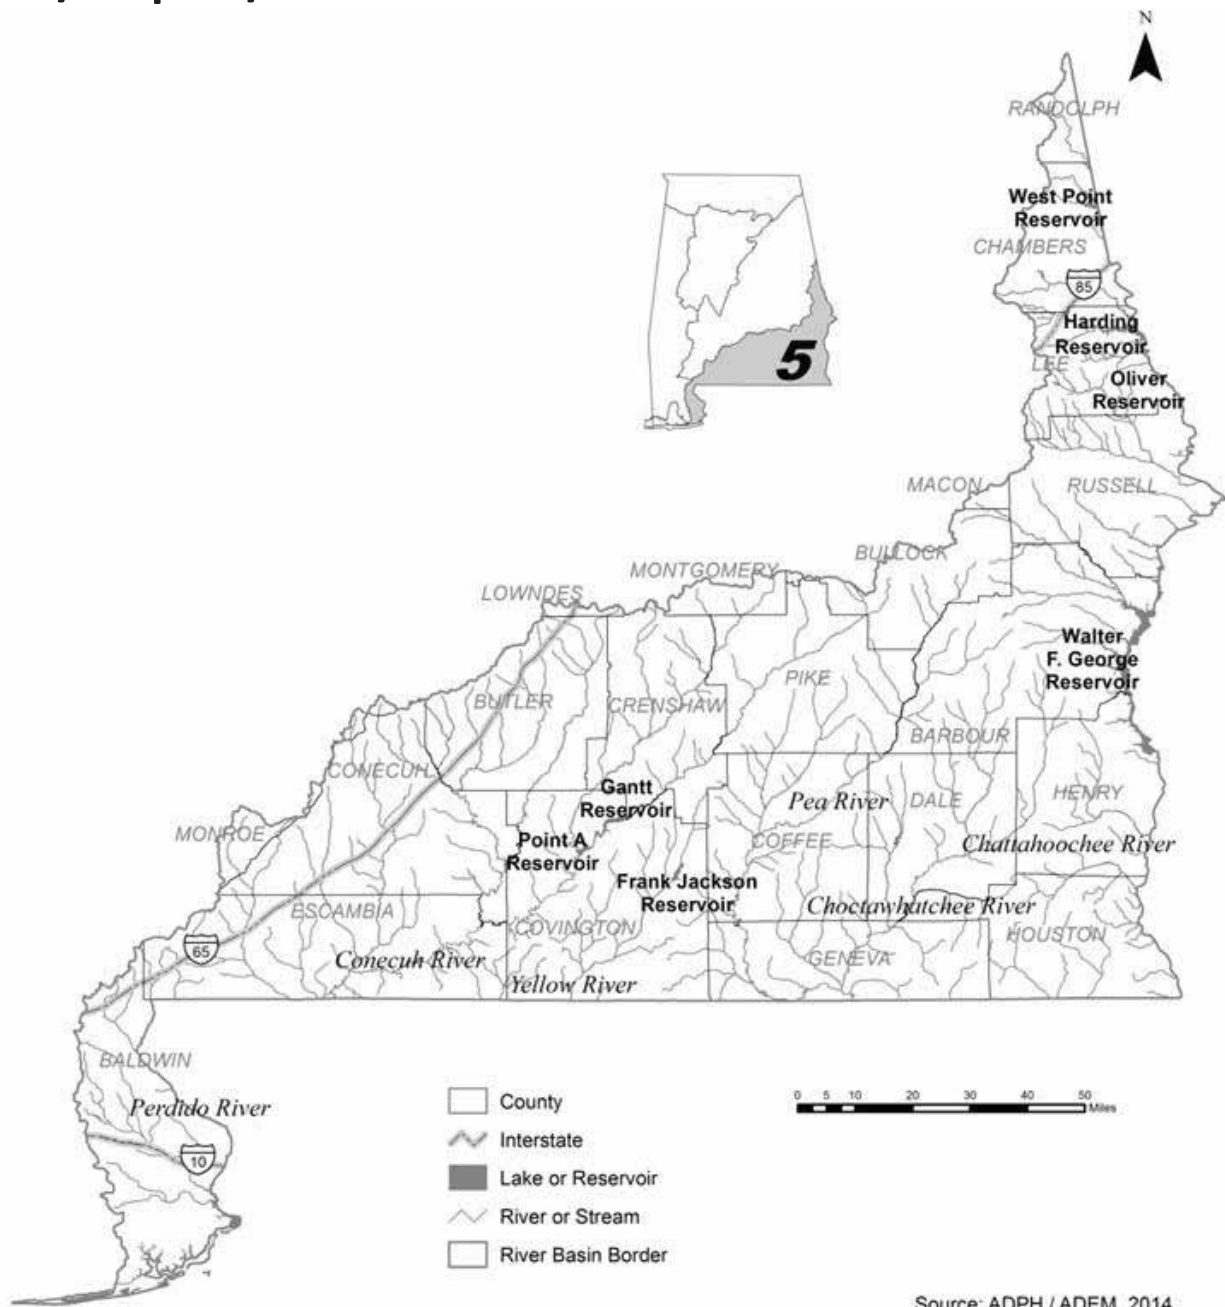 N
RANDOLPH
West Point
Reservoir
CHAMBERS
85
Harding
Reservoir
LEE
Oliver
Reservoir
5
MACON
RUSSELL
BULLOCK
MONTGOMERY
LOWNDES
Walter
F. George
Reservoir
PIKE
BUTLER
CRENSHAW
BARBOUR
CONECUH
Gantt
Reservoir
Pea River
DALE
HENRY
MONROE
Point A
Reservoir
COFFEE
Chattahoochee River
Frank Jackson
Reservoir
Choctawhatchee River
ESCAMBIA
COVINGTON
HOUSTON
65
Conecuh River
GENEVA
Yellow River
BALDWIN
Perdido River
10
County
Interstate
Lake or Reservoir
River or Stream
River Basin Border
0 5 10 20 30 40 50
Miles
Source: ADPH / ADEM, 2014